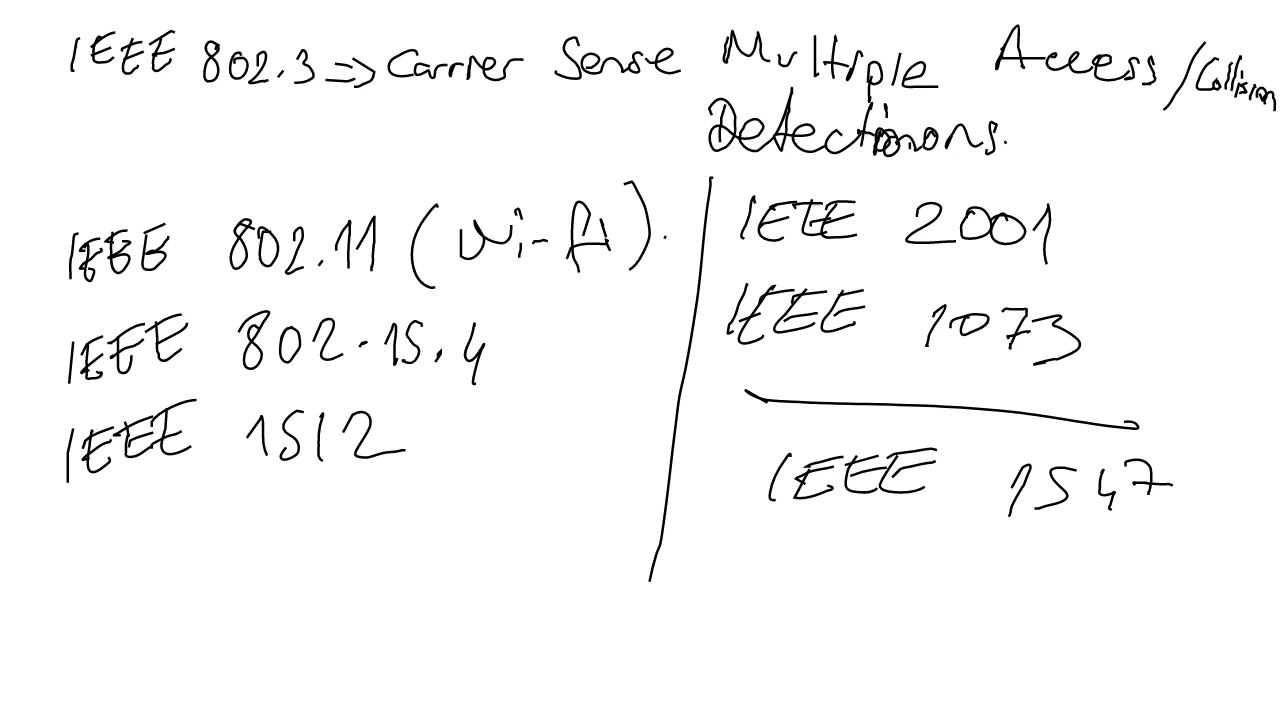 IEEE 802.3 => Carrier Sense Multiple Access/Collision
Detectionons.
IEEE 802.11 (Wi-fi).
IEEE 802.15.4
IEEE 1512
IEEE 2001
IEEE 1073
IEEE 1547